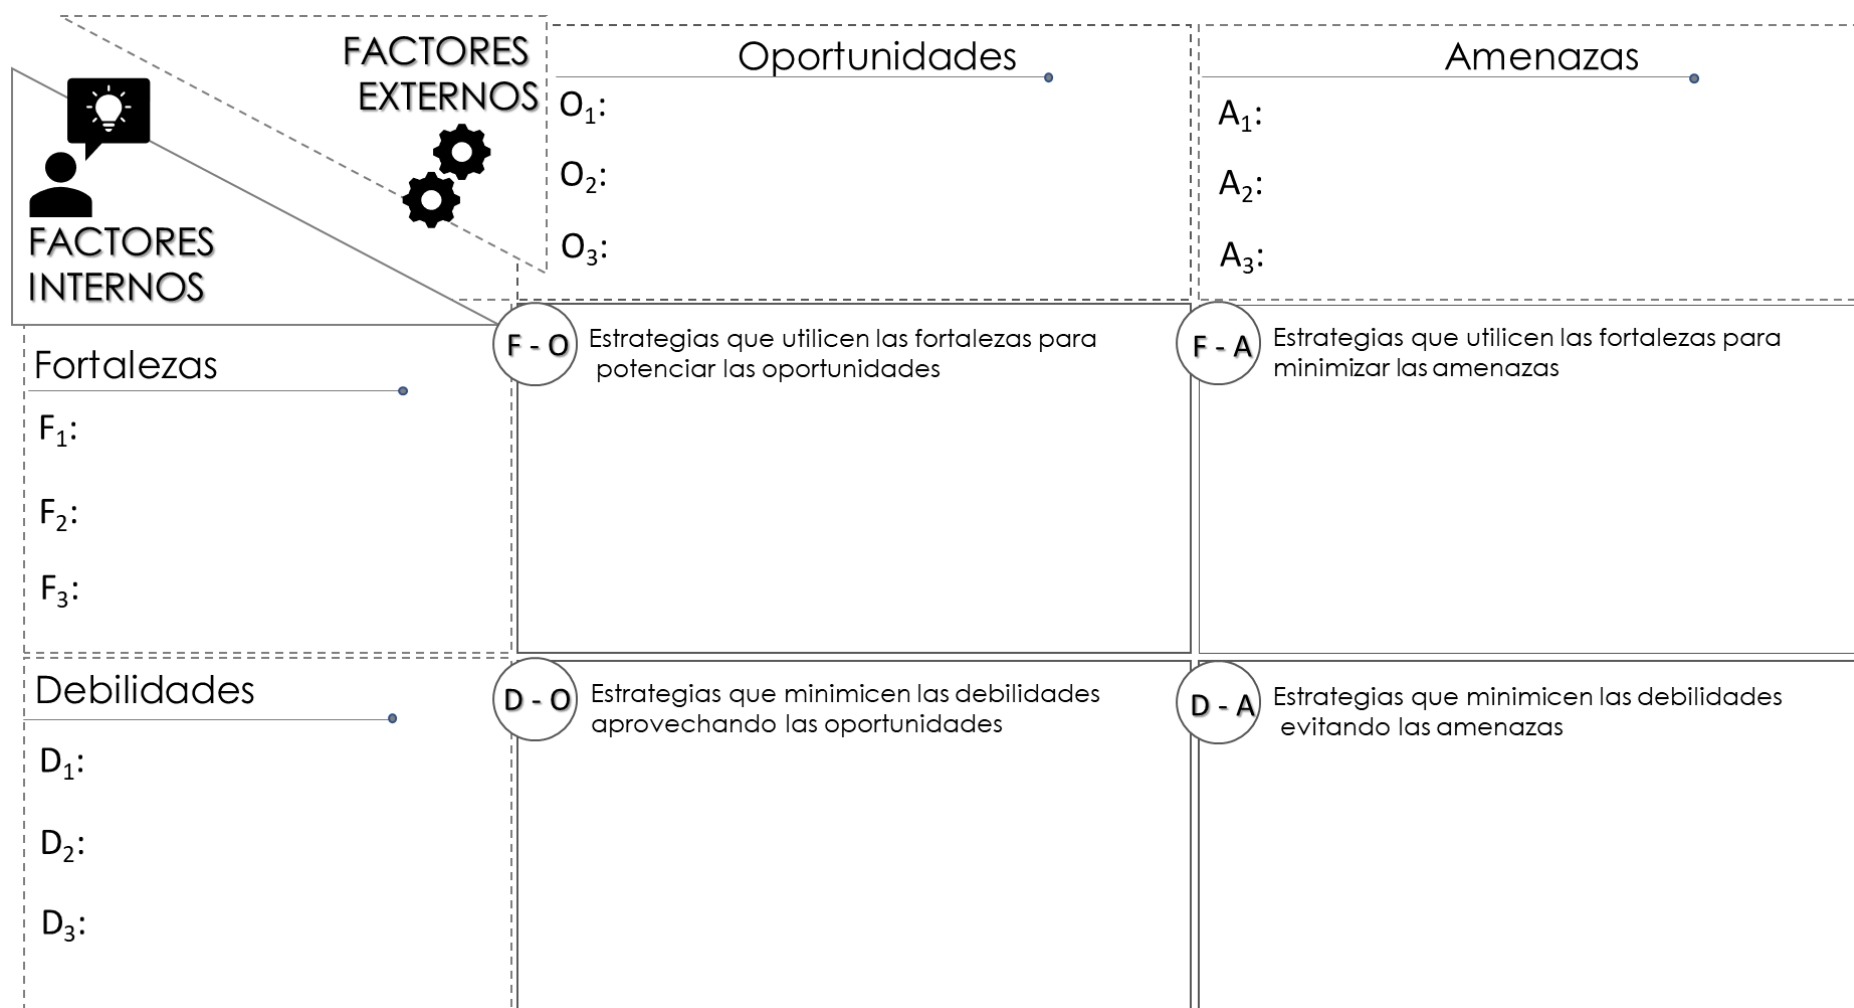 FACTORES
EXTERNOS
FACTORES
INTERNOS
Oportunidades
O1:
O2:
O3:
Amenazas
A1:
A2:
A3:
Fortalezas
F1:
F2:
F3:
F - O
Estrategias que utilicen las fortalezas para
potenciar las oportunidades
F - A
Estrategias que utilicen las fortalezas para
minimizar las amenazas
Debilidades
D1:
D2:
D3:
D - O
Estrategias que minimicen las debilidades
aprovechando las oportunidades
D - A
Estrategias que minimicen las debilidades
evitando las amenazas